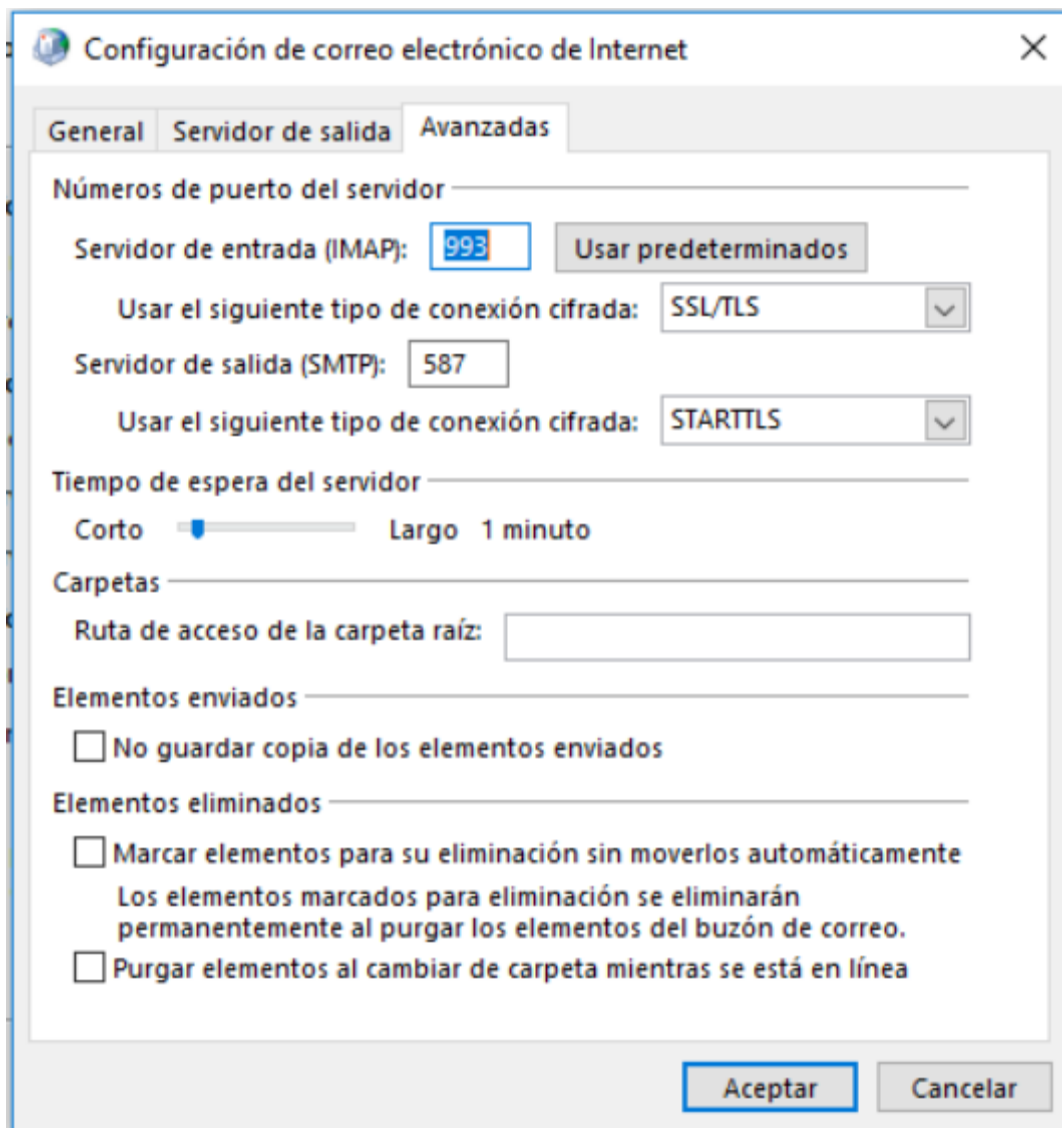 Configuración de correo electrónico de Internet
General Servidor de salida Avanzadas
Números de puerto del servidor
Servidor de entrada (IMAP): 993 Usar predeterminados
Usar el siguiente tipo de conexión cifrada: SSL/TLS
Servidor de salida (SMTP): 587
Usar el siguiente tipo de conexión cifrada: STARTTLS
Tiempo de espera del servidor
Corto Largo 1 minuto
Carpetas
Ruta de acceso de la carpeta raíz:
Elementos enviados
No guardar copia de los elementos enviados
Elementos eliminados
Marcar elementos para su eliminación sin moverlos automáticamente
Los elementos marcados para eliminación se eliminarán
permanentemente al purgar los elementos del buzón de correo.
Purgar elementos al cambiar de carpeta mientras se está en línea
Aceptar Cancelar